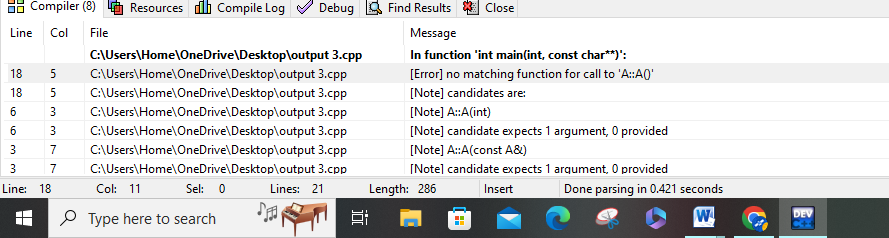 Compiler (8) Resources Compile Log Debug Find Results Close
Line Col File Message
C:\Users\Home\OneDrive\Desktop\output 3.cpp In function 'int main(int, const char**)':
18 5 C:\Users\Home\OneDrive\Desktop\output 3.cpp [Error] no matching function for call to 'A::A()'
18 5 C:\Users\Home\OneDrive\Desktop\output 3.cpp [Note] candidates are:
6 3 C:\Users\Home\OneDrive\Desktop\output 3.cpp [Note] A::A(int)
6 3 C:\Users\Home\OneDrive\Desktop\output 3.cpp [Note] candidate expects 1 argument, 0 provided
3 7 C:\Users\Home\OneDrive\Desktop\output 3.cpp [Note] A::A(const A&)
3 7 C:\Users\Home\OneDrive\Desktop\output 3.cpp [Note] candidate expects 1 argument, 0 provided
Line: 18 Col: 11 Sel: 0 Lines: 21 Length: 286 Insert Done parsing in 0.421 seconds
Type here to search W DEV